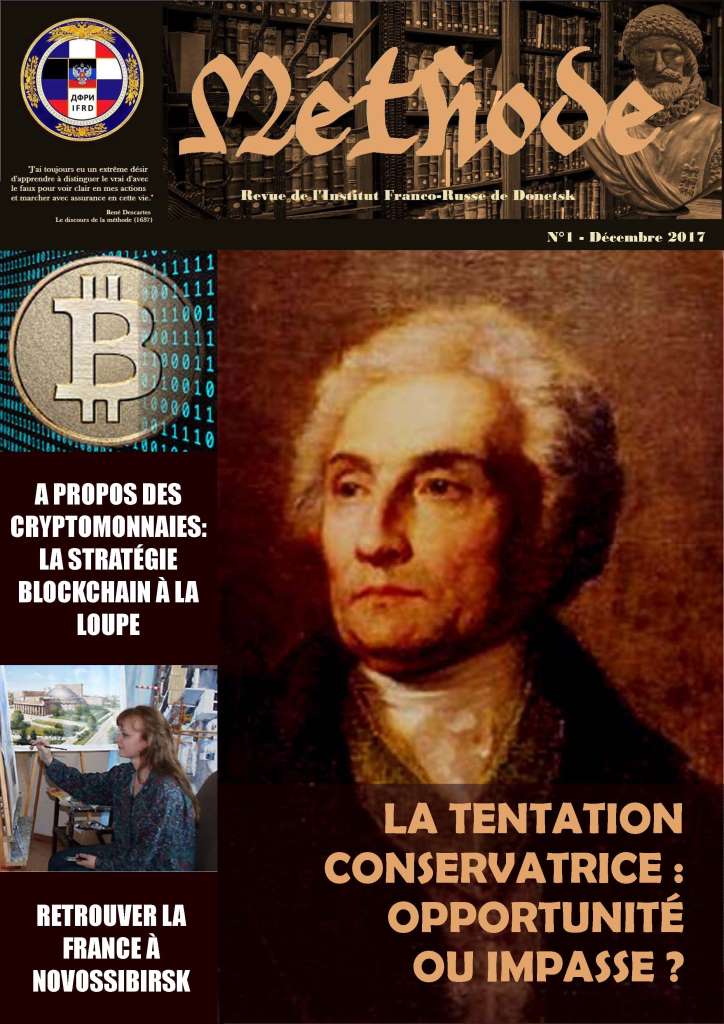 ДФРИ
IFRD
Méthode
"J'ai toujours eu un extrême désir
d'apprendre à distinguer le vrai d'avec
le faux pour voir clair en mes actions
et marcher avec assurance en cette vie."
René Descartes
Le discours de la méthode (1637)
Revue de l'Institut Franco-Russe de Donetsk
N°1 - Décembre 2017
A PROPOS DES
CRYPTOMONNAIES:
LA STRATÉGIE
BLOCKCHAIN À LA
LOUPE
RETROUVER LA
FRANCE À
NOVOSSIBIRSK
LA TENTATION
CONSERVATRICE :
OPPORTUNITÉ
OU IMPASSE ?